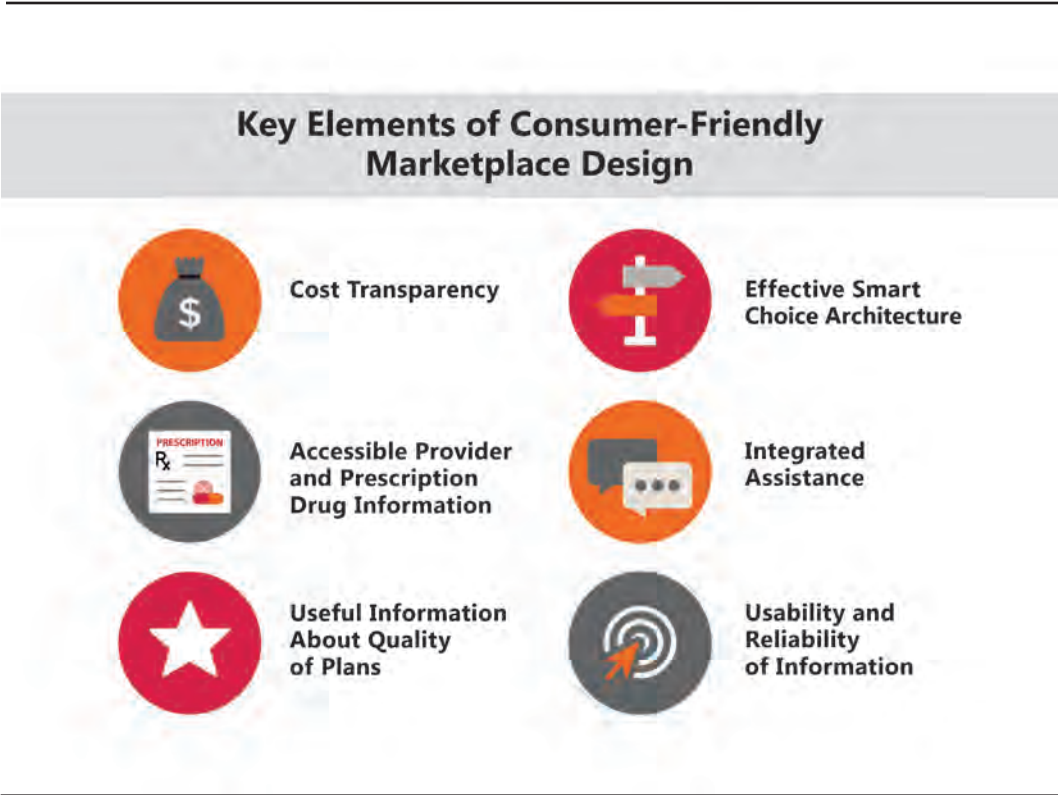 Key Elements of Consumer-Friendly
Marketplace Design
$
Cost Transparency
Effective Smart
Choice Architecture
PRESCRIPTION
Rx
Accessible Provider
and Prescription
Drug Information
Integrated
Assistance
Useful Information
About Quality
of Plans
Usability and
Reliability
of Information